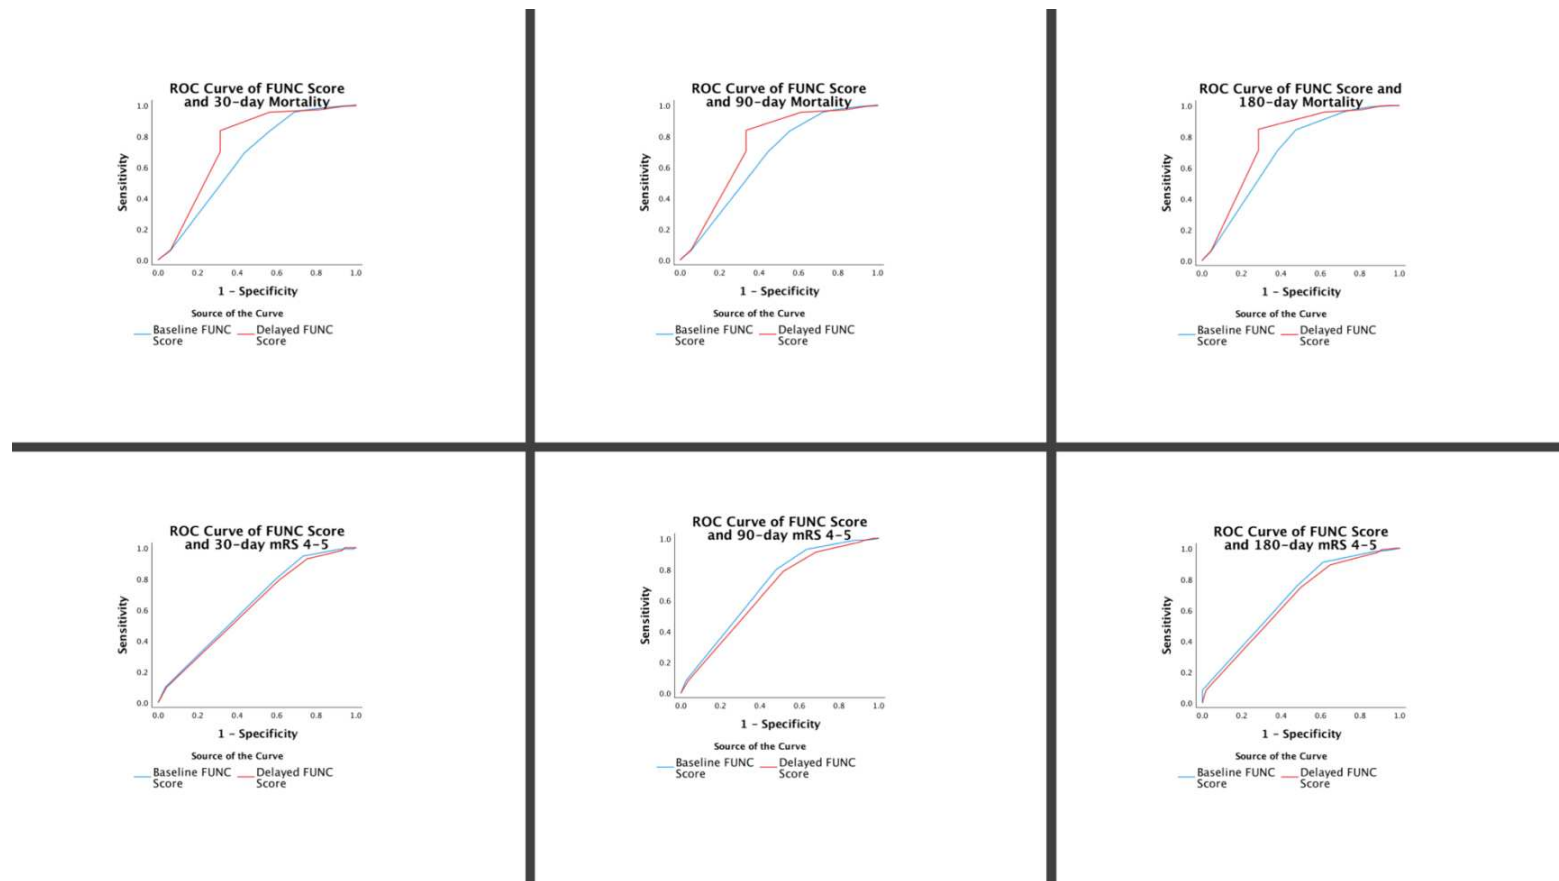 ROC Curve of FUNC Score
and 30-day Mortality
1.0
0.8
0.6
0.4
0.2
0.0
Sensitivity
0.0 0.2 0.4 0.6 0.8 1.0
1 - Specificity
Source of the Curve
Baseline FUNC Score
Delayed FUNC Score
ROC Curve of FUNC Score
and 90-day Mortality
1.0
0.8
0.6
0.4
0.2
0.0
Sensitivity
0.0 0.2 0.4 0.6 0.8 1.0
1 - Specificity
Source of the Curve
Baseline FUNC Score
Delayed FUNC Score
ROC Curve of FUNC Score and
180-day Mortality
1.0
0.8
0.6
0.4
0.2
0.0
Sensitivity
0.0 0.2 0.4 0.6 0.8 1.0
1 - Specificity
Source of the Curve
Baseline FUNC Score
Delayed FUNC Score
ROC Curve of FUNC Score
and 30-day mRS 4-5
1.0
0.8
0.6
0.4
0.2
0.0
Sensitivity
0.0 0.2 0.4 0.6 0.8 1.0
1 - Specificity
Source of the Curve
Baseline FUNC Score
Delayed FUNC Score
ROC Curve of FUNC Score
and 90-day mRS 4-5
1.0
0.8
0.6
0.4
0.2
0.0
Sensitivity
0.0 0.2 0.4 0.6 0.8 1.0
1 - Specificity
Source of the Curve
Baseline FUNC Score
Delayed FUNC Score
ROC Curve of FUNC Score
and 180-day mRS 4-5
1.0
0.8
0.6
0.4
0.2
0.0
Sensitivity
0.0 0.2 0.4 0.6 0.8 1.0
1 - Specificity
Source of the Curve
Baseline FUNC Score
Delayed FUNC Score